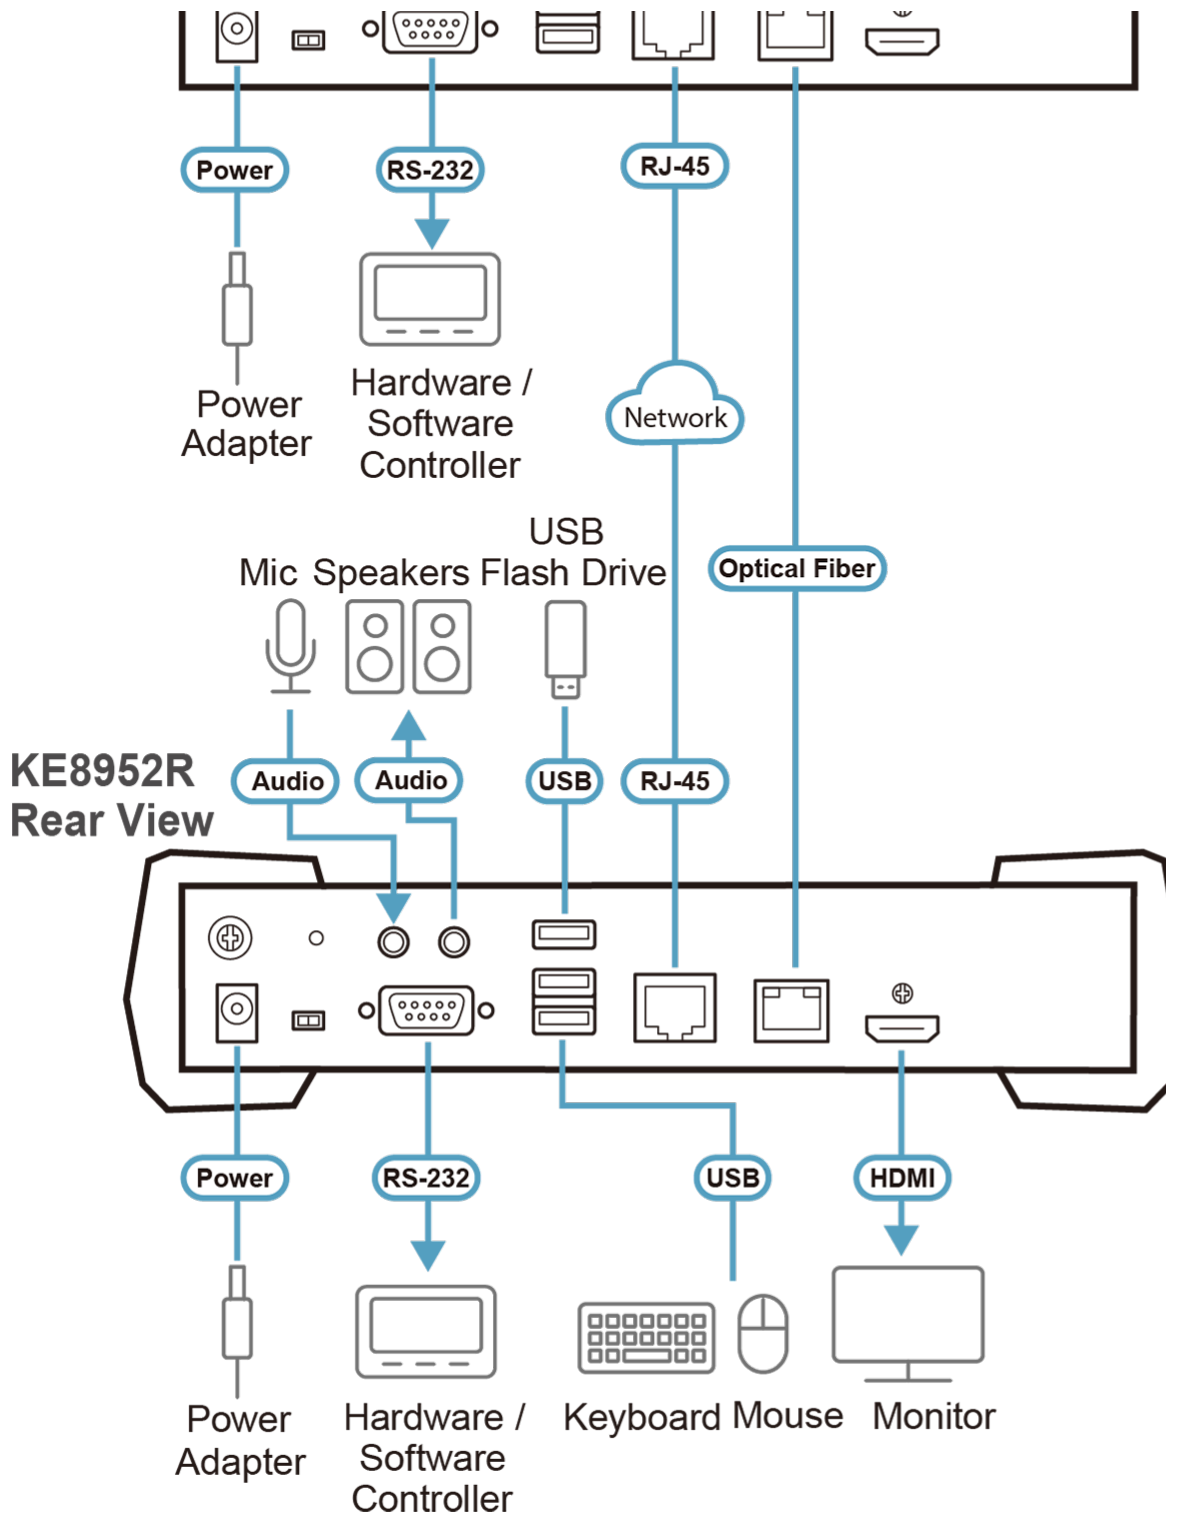 Power
RS-232
RJ-45
Power
Adapter
Hardware /
Software
Controller
Network
Optical Fiber
Mic
Speakers
USB
Flash Drive
KE8952R
Rear View
Audio
Audio
USB
RJ-45
Power
RS-232
USB
HDMI
Power
Adapter
Hardware /
Software
Controller
Keyboard
Mouse
Monitor